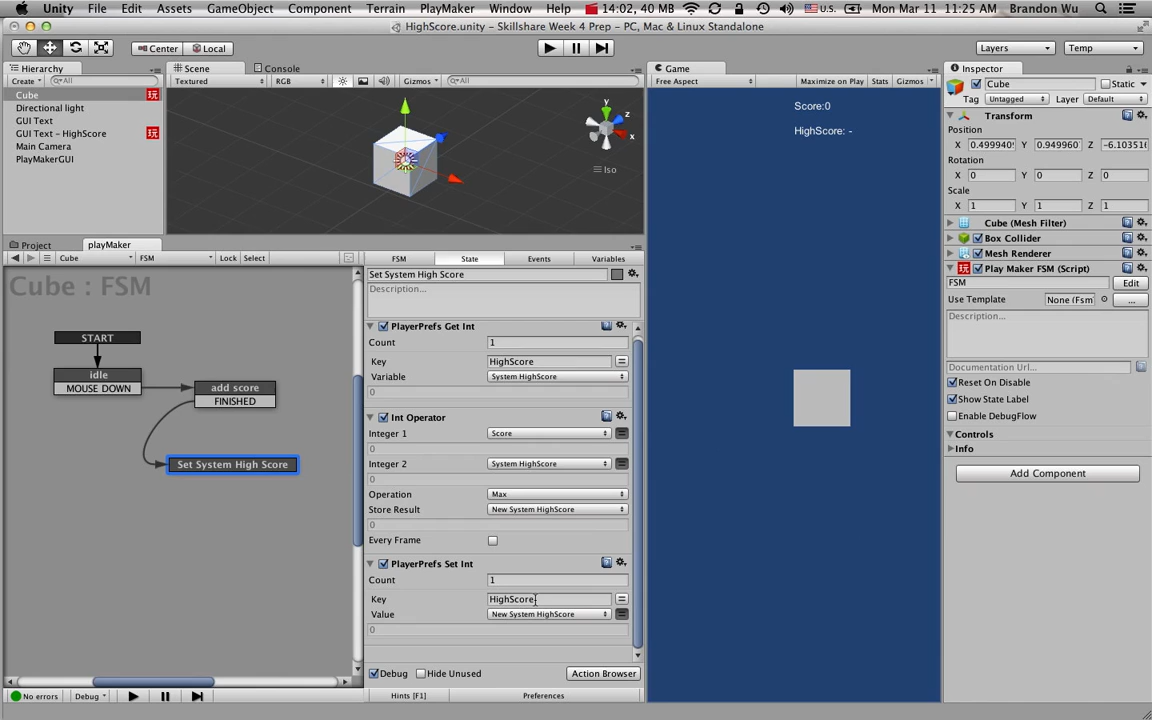 Unity File Edit Assets GameObject Component Terrain PlayMaker Window Help 14:02, 40 MB U.S. Mon Mar 11 11:25 AM Brandon Wu
HighScore.unity - Skillshare Week 4 Prep - PC, Mac & Linux Standalone
Center Local Layers Temp
Hierarchy
Create All
Cube
Directional light
GUI Text
GUI Text - HighScore
Main Camera
PlayMakerGUI
Scene Console
Textured RGB Gizmos All
y
z
x
Iso
Project playMaker
Cube FSM Lock Select
Cube : FSM
START
idle
MOUSE DOWN
add score
FINISHED
Set System High Score
No errors Debug
FSM State Events Variables
Set System High Score
Description...
PlayerPrefs Get Int
Count 1
Key HighScore
Variable System HighScore
0
Int Operator
Integer 1 Score
0
Integer 2 System HighScore
0
Operation Max
Store Result New System HighScore
0
Every Frame
PlayerPrefs Set Int
Count 1
Key HighScore
Value New System HighScore
0
Debug Hide Unused Action Browser
Hints [F1] Preferences
Game
Free Aspect Maximize on Play Stats Gizmos
Score:0
HighScore: -
Inspector
Cube Static
Tag Untagged Layer Default
Transform
Position
X 0.499940 Y 0.949960 Z -6.103516
Rotation
X 0 Y 0 Z 0
Scale
X 1 Y 1 Z 1
Cube (Mesh Filter)
Box Collider
Mesh Renderer
Play Maker FSM (Script)
FSM Edit
Use Template None (Fsm ...
Description...
Documentation Url...
Reset On Disable
Show State Label
Enable DebugFlow
Controls
Info
Add Component